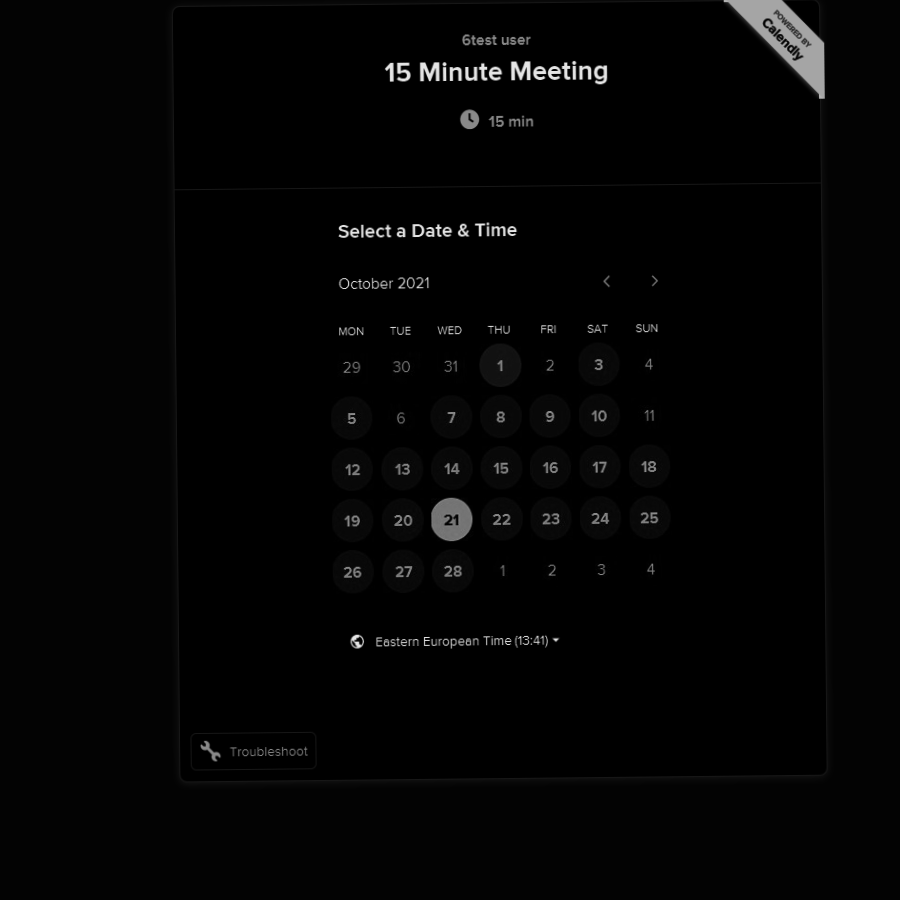 POWERED BY
Calendly
6test user
15 Minute Meeting
15 min
Select a Date & Time
October 2021
MON TUE WED THU FRI SAT SUN
29 30 31 1 2 3 4
5 6 7 8 9 10 11
12 13 14 15 16 17 18
19 20 21 22 23 24 25
26 27 28 1 2 3 4
Eastern European Time (13:41)
Troubleshoot